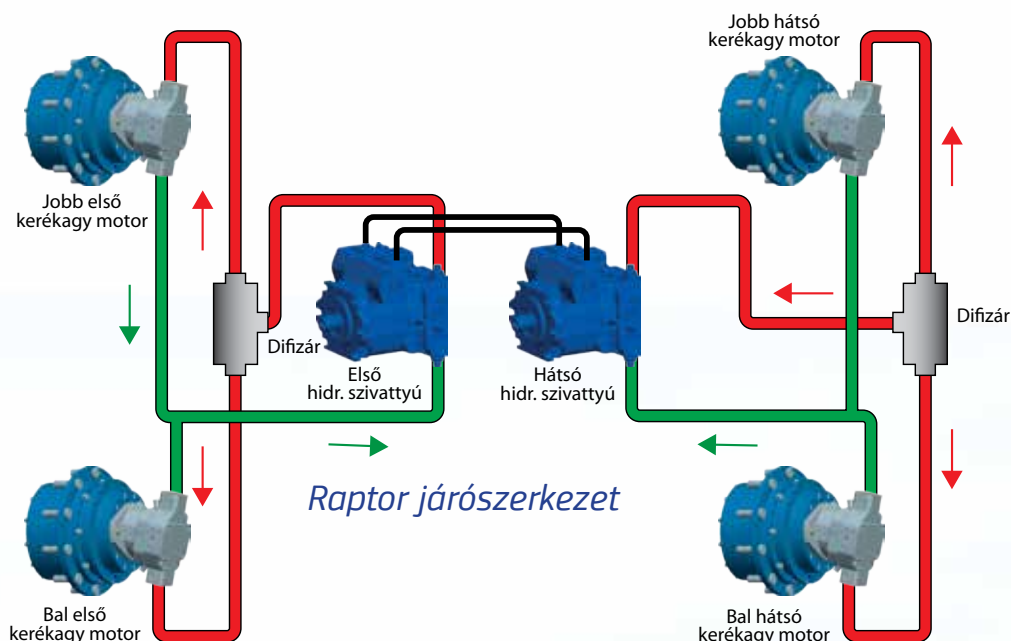 Jobb hátsó
kerékagy motor
Jobb első
kerékagy motor
Difizár
Difizár
Első
hidr. szivattyú
Hátsó
hidr. szivattyú
Raptor járószerkezet
Bal első
kerékagy motor
Bal hátsó
kerékagy motor